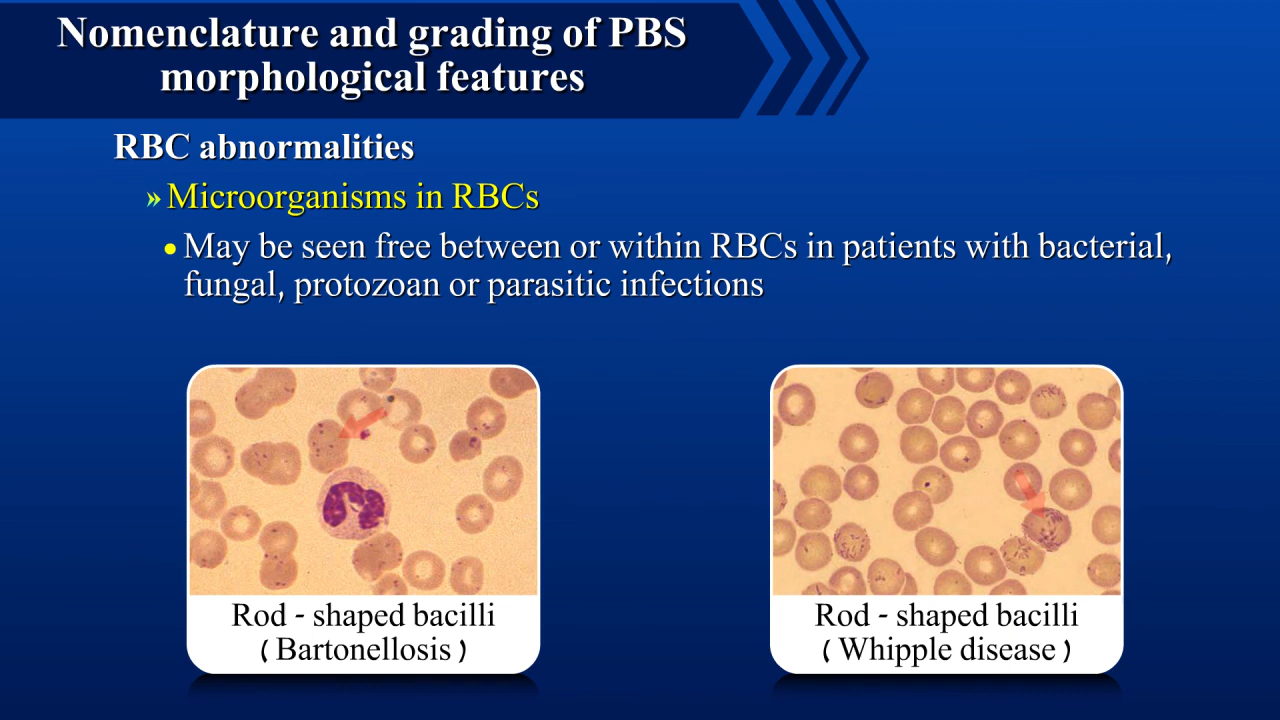 Nomenclature and grading of PBS
morphological features
RBC abnormalities
» Microorganisms in RBCs
• May be seen free between or within RBCs in patients with bacterial,
fungal, protozoan or parasitic infections
Rod - shaped bacilli
( Bartonellosis )
Rod - shaped bacilli
( Whipple disease )